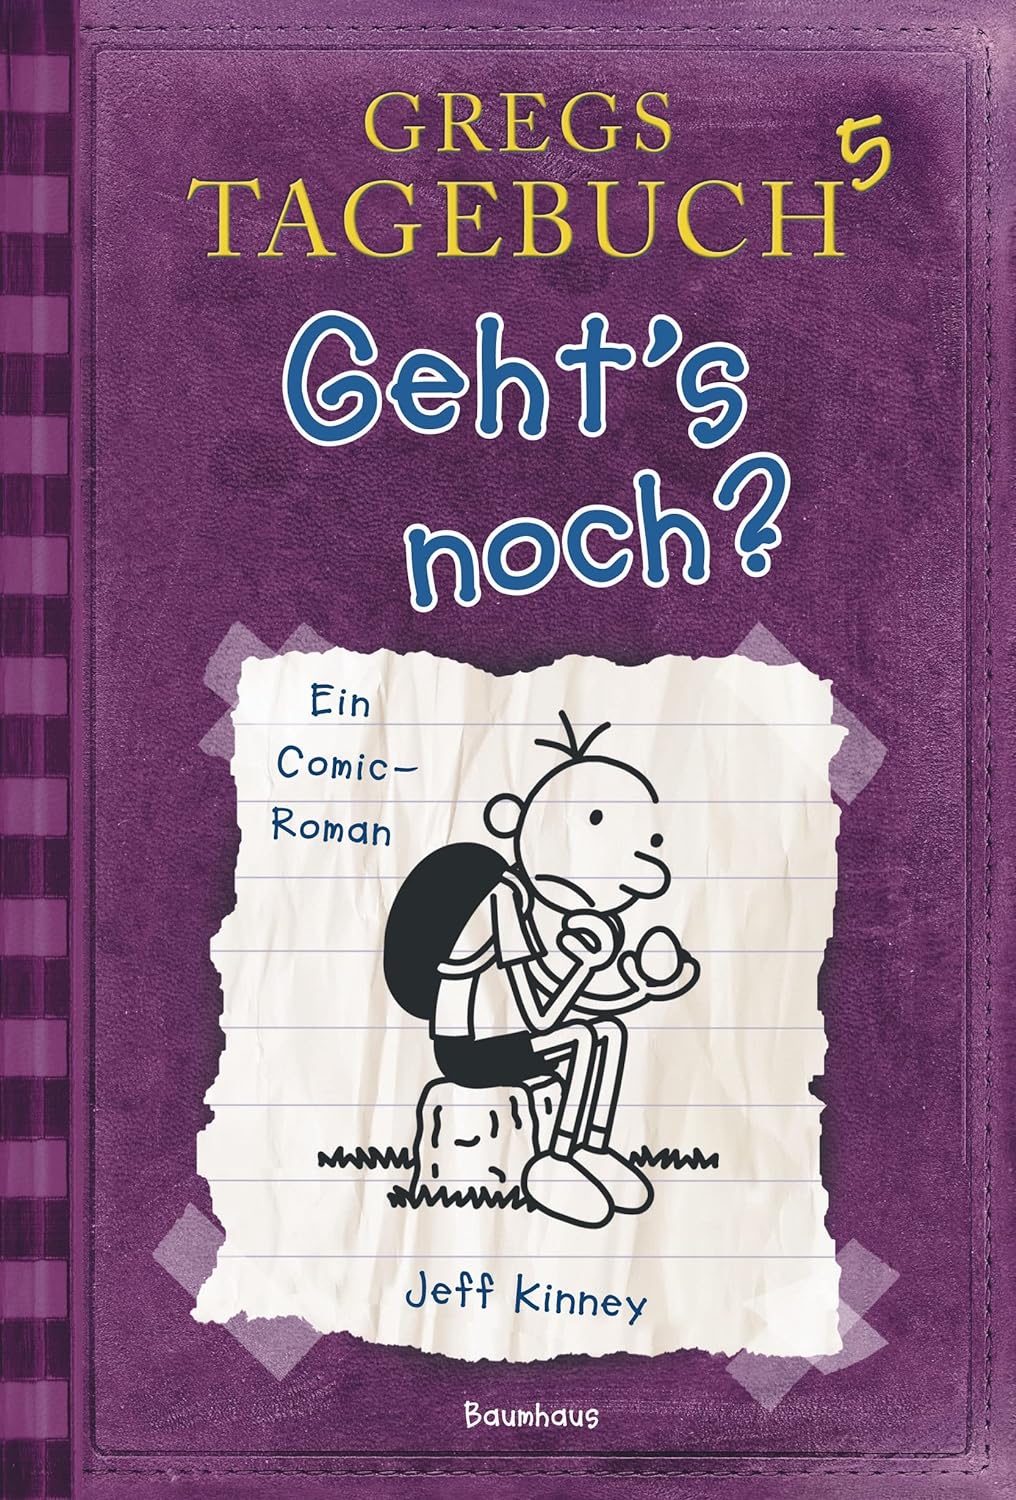 GREGS
TAGEBUCH 5
Geht's
noch?
Ein
Comic-
Roman
Jeff Kinney
Baumhaus